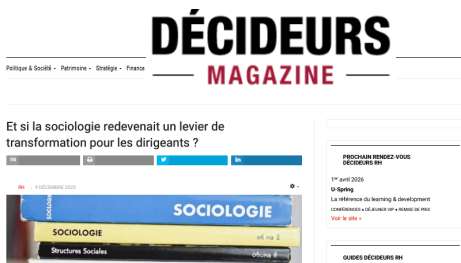 DÉCIDEURS
MAGAZINE
Politique & Société - Patrimoine - Stratégie - Finance
Et si la sociologie redevenait un levier de
transformation pour les dirigeants ?
RH
9 DÉCEMBRE 2025
SOCIOLOGIE
SOCIOLOGIE
Structures Sociales
PROCHAIN RENDEZ-VOUS
DÉCIDEURS RH
1er avril 2026
U-Spring
La référence du learning & development
CONFÉRENCES • DÉJEUNER VIP • REMISE DE PRIX
Voir le site »
GUIDES DÉCIDEURS RH